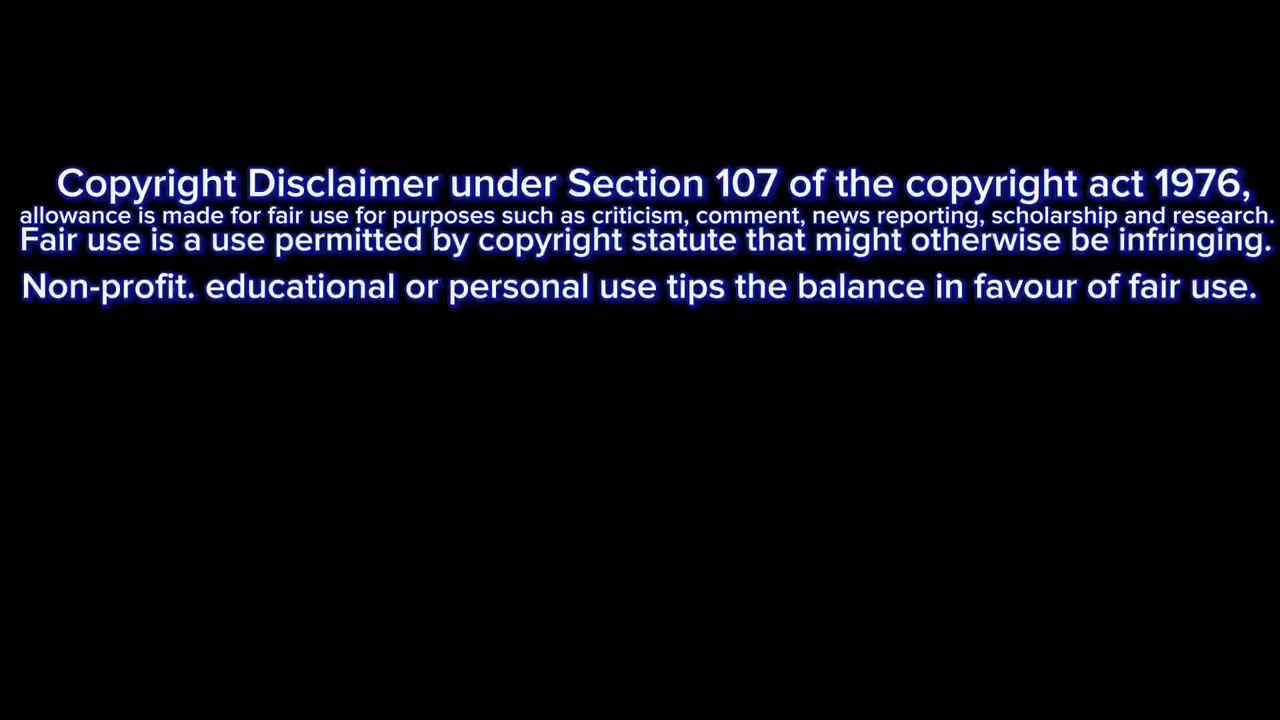 Copyright Disclaimer under Section 107 of the copyright act 1976,
allowance is made for fair use for purposes such as criticism, comment, news reporting, scholarship and research.
Fair use is a use permitted by copyright statute that might otherwise be infringing.
Non-profit. educational or personal use tips the balance in favour of fair use.